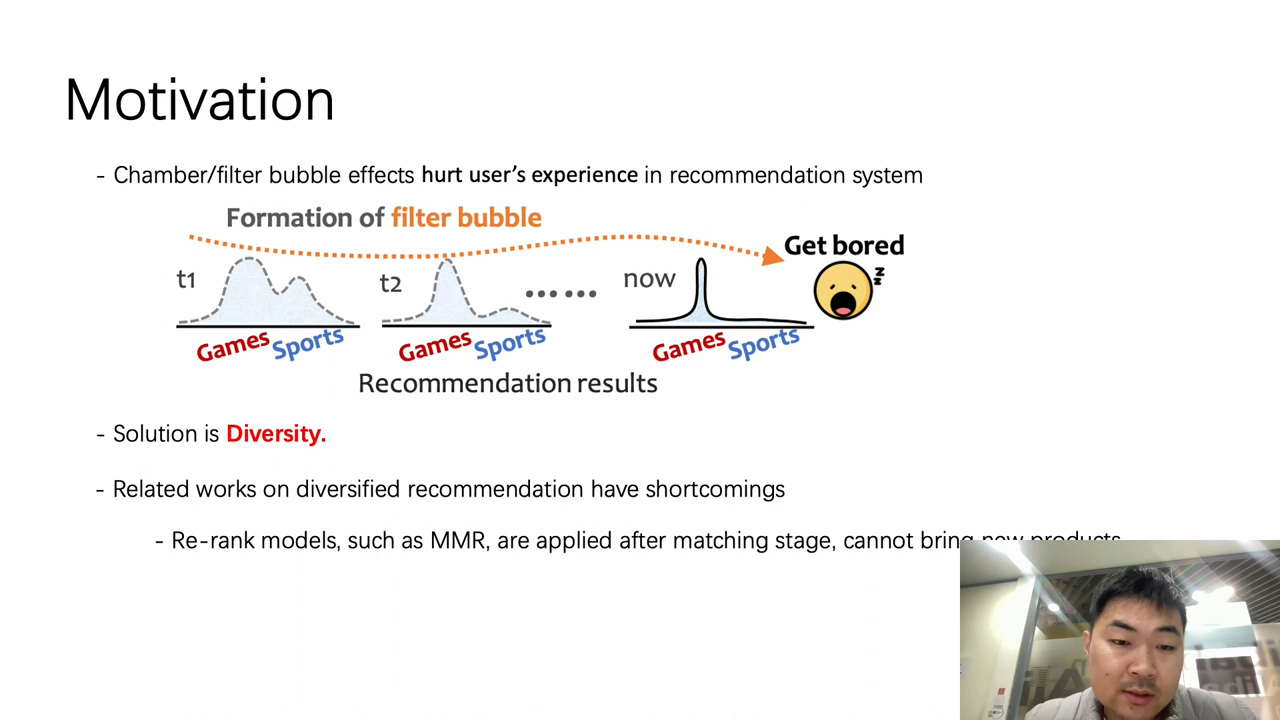 Motivation
- Chamber/filter bubble effects hurt user's experience in recommendation system
Formation of filter bubble
Get bored
t1
t2
......
now
z
z
Games Sports
Games Sports
Games Sports
Recommendation results
- Solution is Diversity.
- Related works on diversified recommendation have shortcomings
- Re-rank models, such as MMR, are applied after matching stage, cannot bring new products